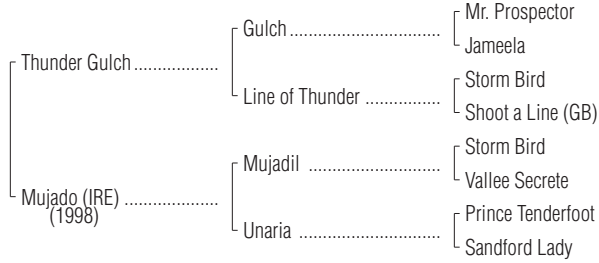 Mr. Prospector
Gulch..............................
Jameela
Thunder Gulch .................
Storm Bird
Line of Thunder ...............
Shoot a Line (GB)
Storm Bird
Mujadil ..........................
Vallee Secrete
Mujado (IRE) ...................
(1998)
Prince Tenderfoot
Unaria ............................
Sandford Lady